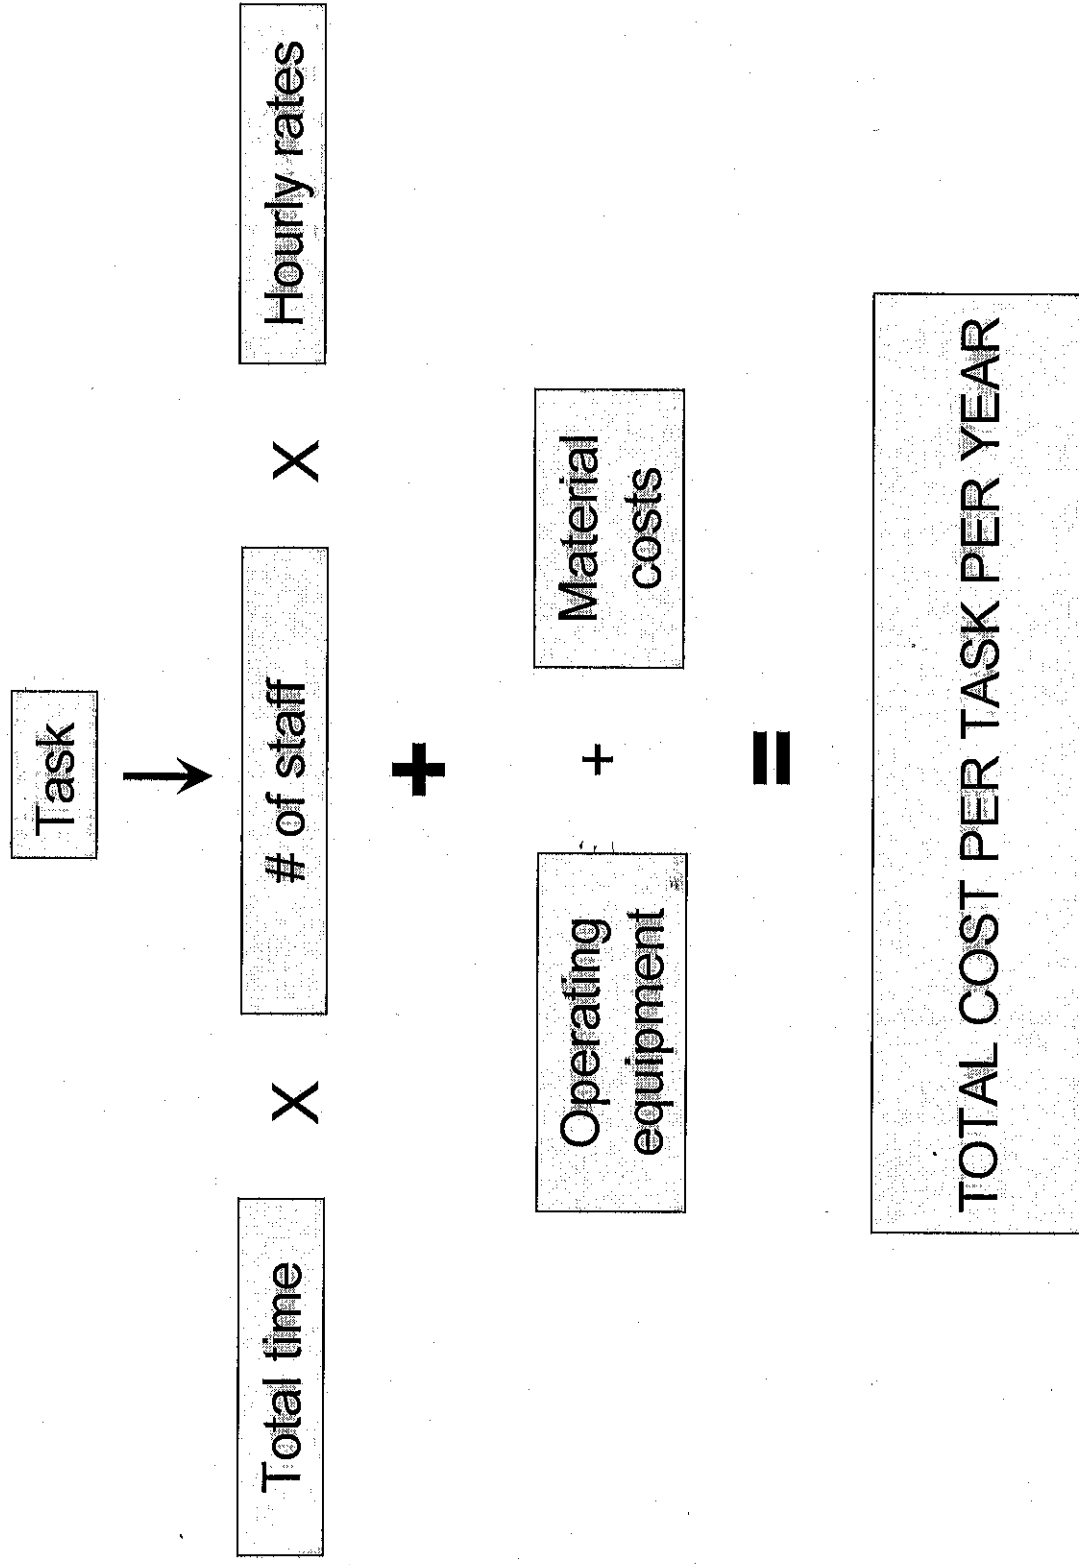 Task
Total time X # of staff X Hourly rates
+
Operating equipment + Material costs
=
TOTAL COST PER TASK PER YEAR